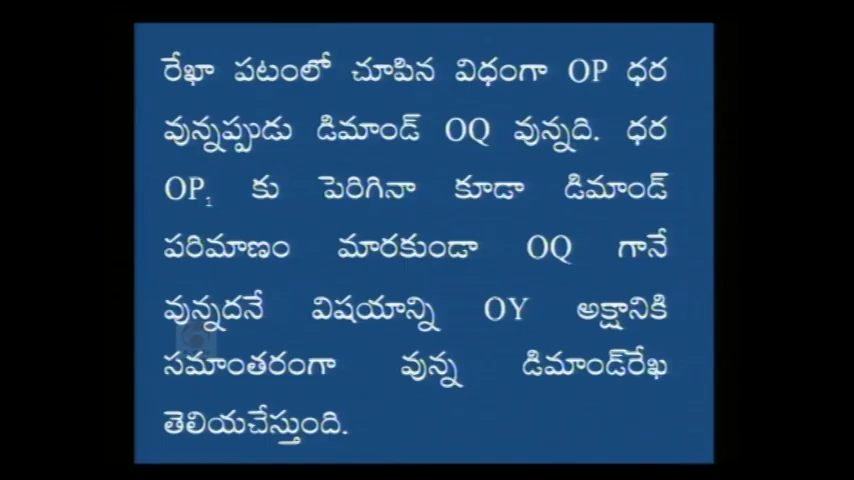 రేఖా పటంలో చూపిన విధంగా OP ధర
వున్నప్పుడు డిమాండ్ OQ వున్నది. ధర
OP₁ కు పెరిగినా కూడా డిమాండ్
పరిమాణం మారకుండా OQ గానే
వున్నదనే విషయాన్ని OY అక్షానికి
సమాంతరంగా వున్న డిమాండ్‌రేఖ
తెలియచేస్తుంది.